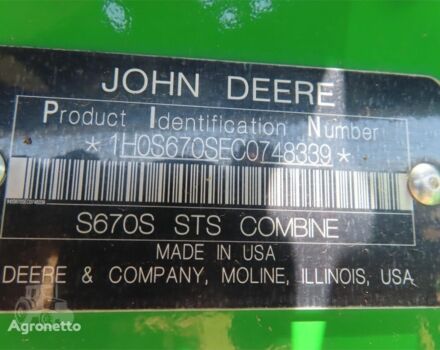 JOHN DEERE
Product Identification Number
* 1H0S670SEC0748339 *
S670S STS COMBINE
MADE IN USA
DEERE & COMPANY, MOLINE, ILLINOIS, USA
Agronetto